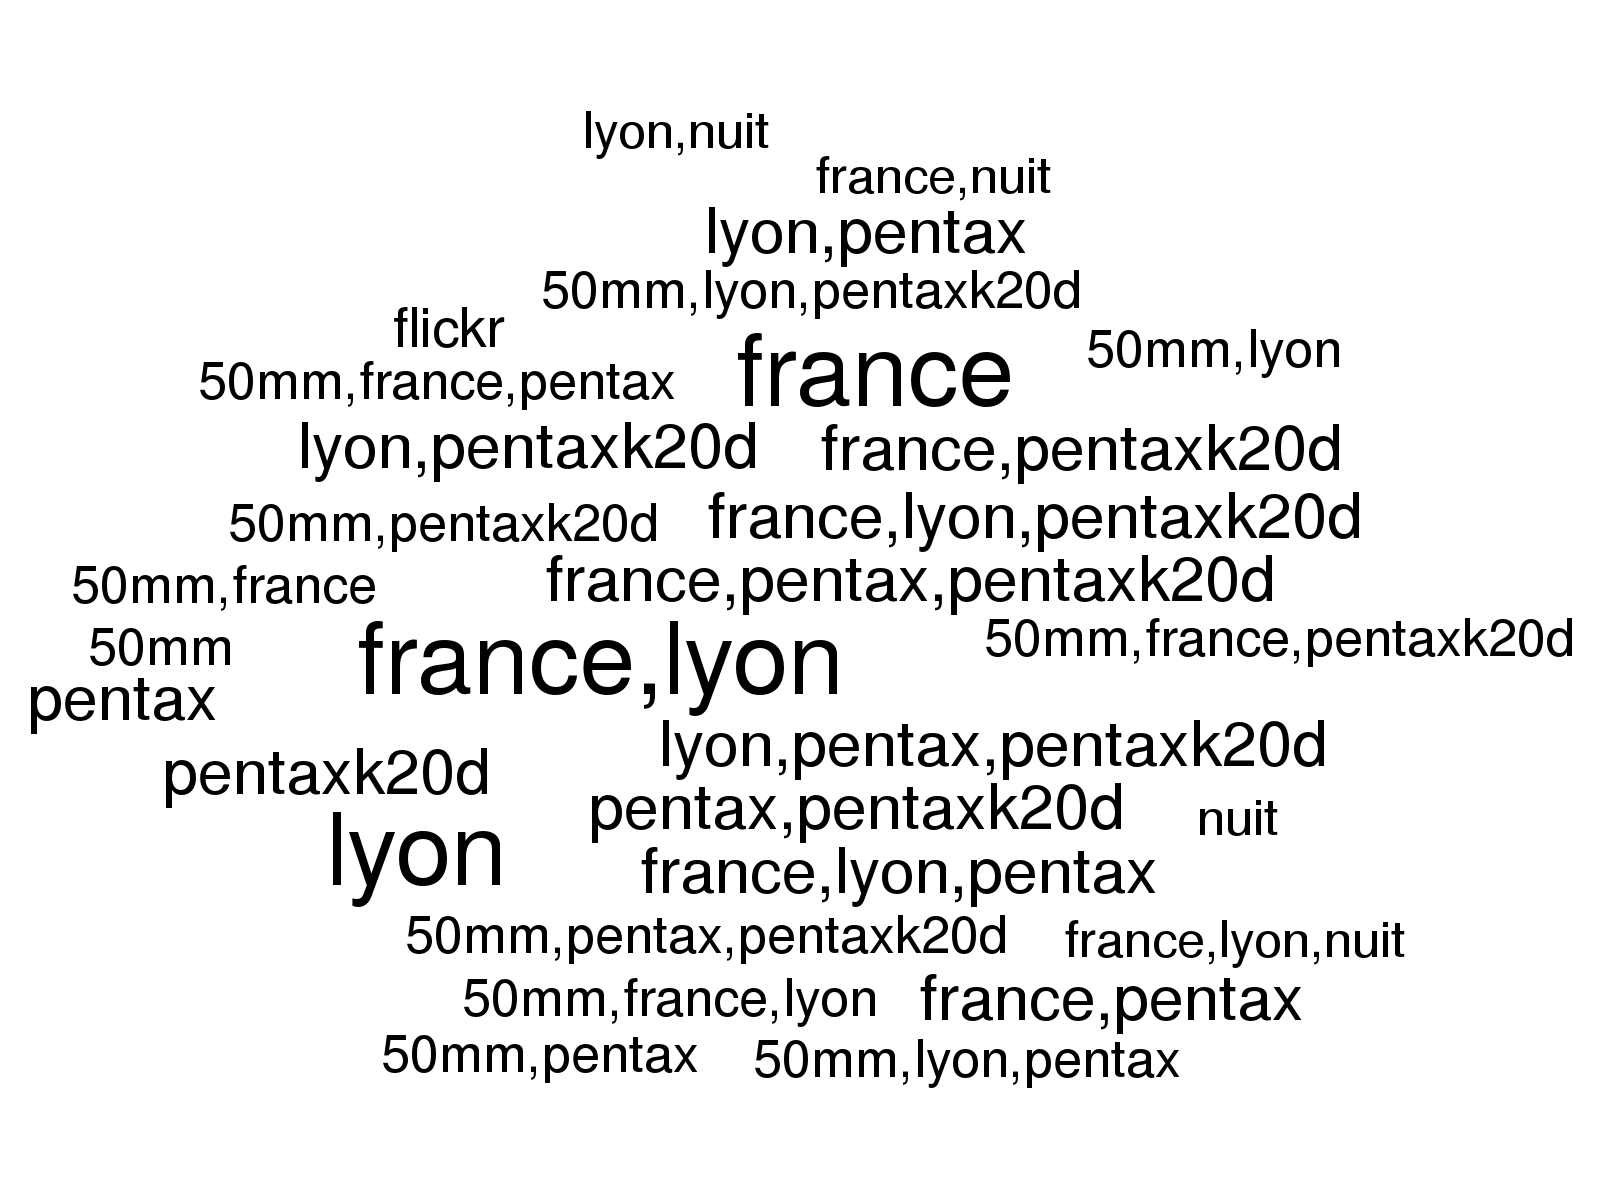 lyon,nuit
france,nuit
lyon,pentax
50mm,lyon,pentaxk20d
flickr
france
50mm,lyon
50mm,france,pentax
lyon,pentaxk20d
france,pentaxk20d
50mm,pentaxk20d
france,lyon,pentaxk20d
50mm,france
france,pentax,pentaxk20d
50mm
france,lyon
50mm,france,pentaxk20d
pentax
lyon,pentax,pentaxk20d
pentaxk20d
pentax,pentaxk20d
nuit
lyon
france,lyon,pentax
50mm,pentax,pentaxk20d
france,lyon,nuit
50mm,france,lyon
france,pentax
50mm,pentax
50mm,lyon,pentax